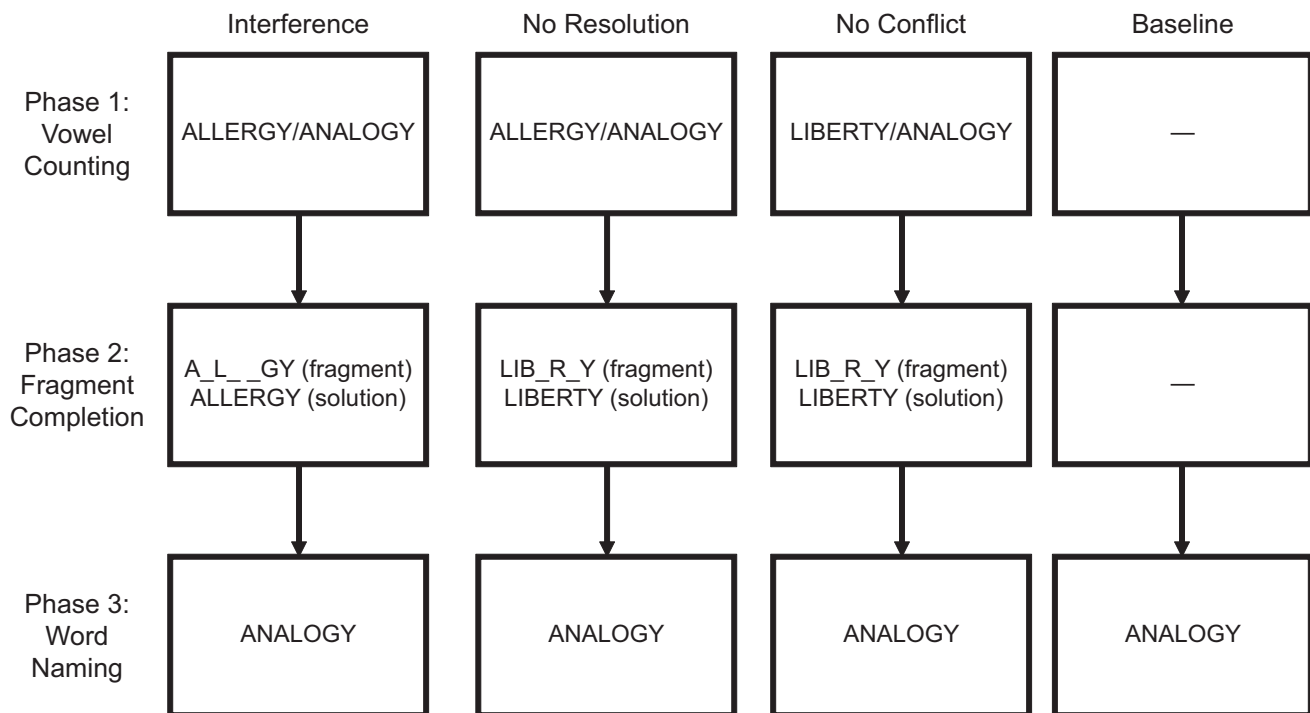 Interference
No Resolution
No Conflict
Baseline
Phase 1:
Vowel
Counting
ALLERGY/ANALOGY
ALLERGY/ANALOGY
LIBERTY/ANALOGY
—
Phase 2:
Fragment
Completion
A_L_ _GY (fragment)
ALLERGY (solution)
LIB_R_Y (fragment)
LIBERTY (solution)
LIB_R_Y (fragment)
LIBERTY (solution)
—
Phase 3:
Word
Naming
ANALOGY
ANALOGY
ANALOGY
ANALOGY